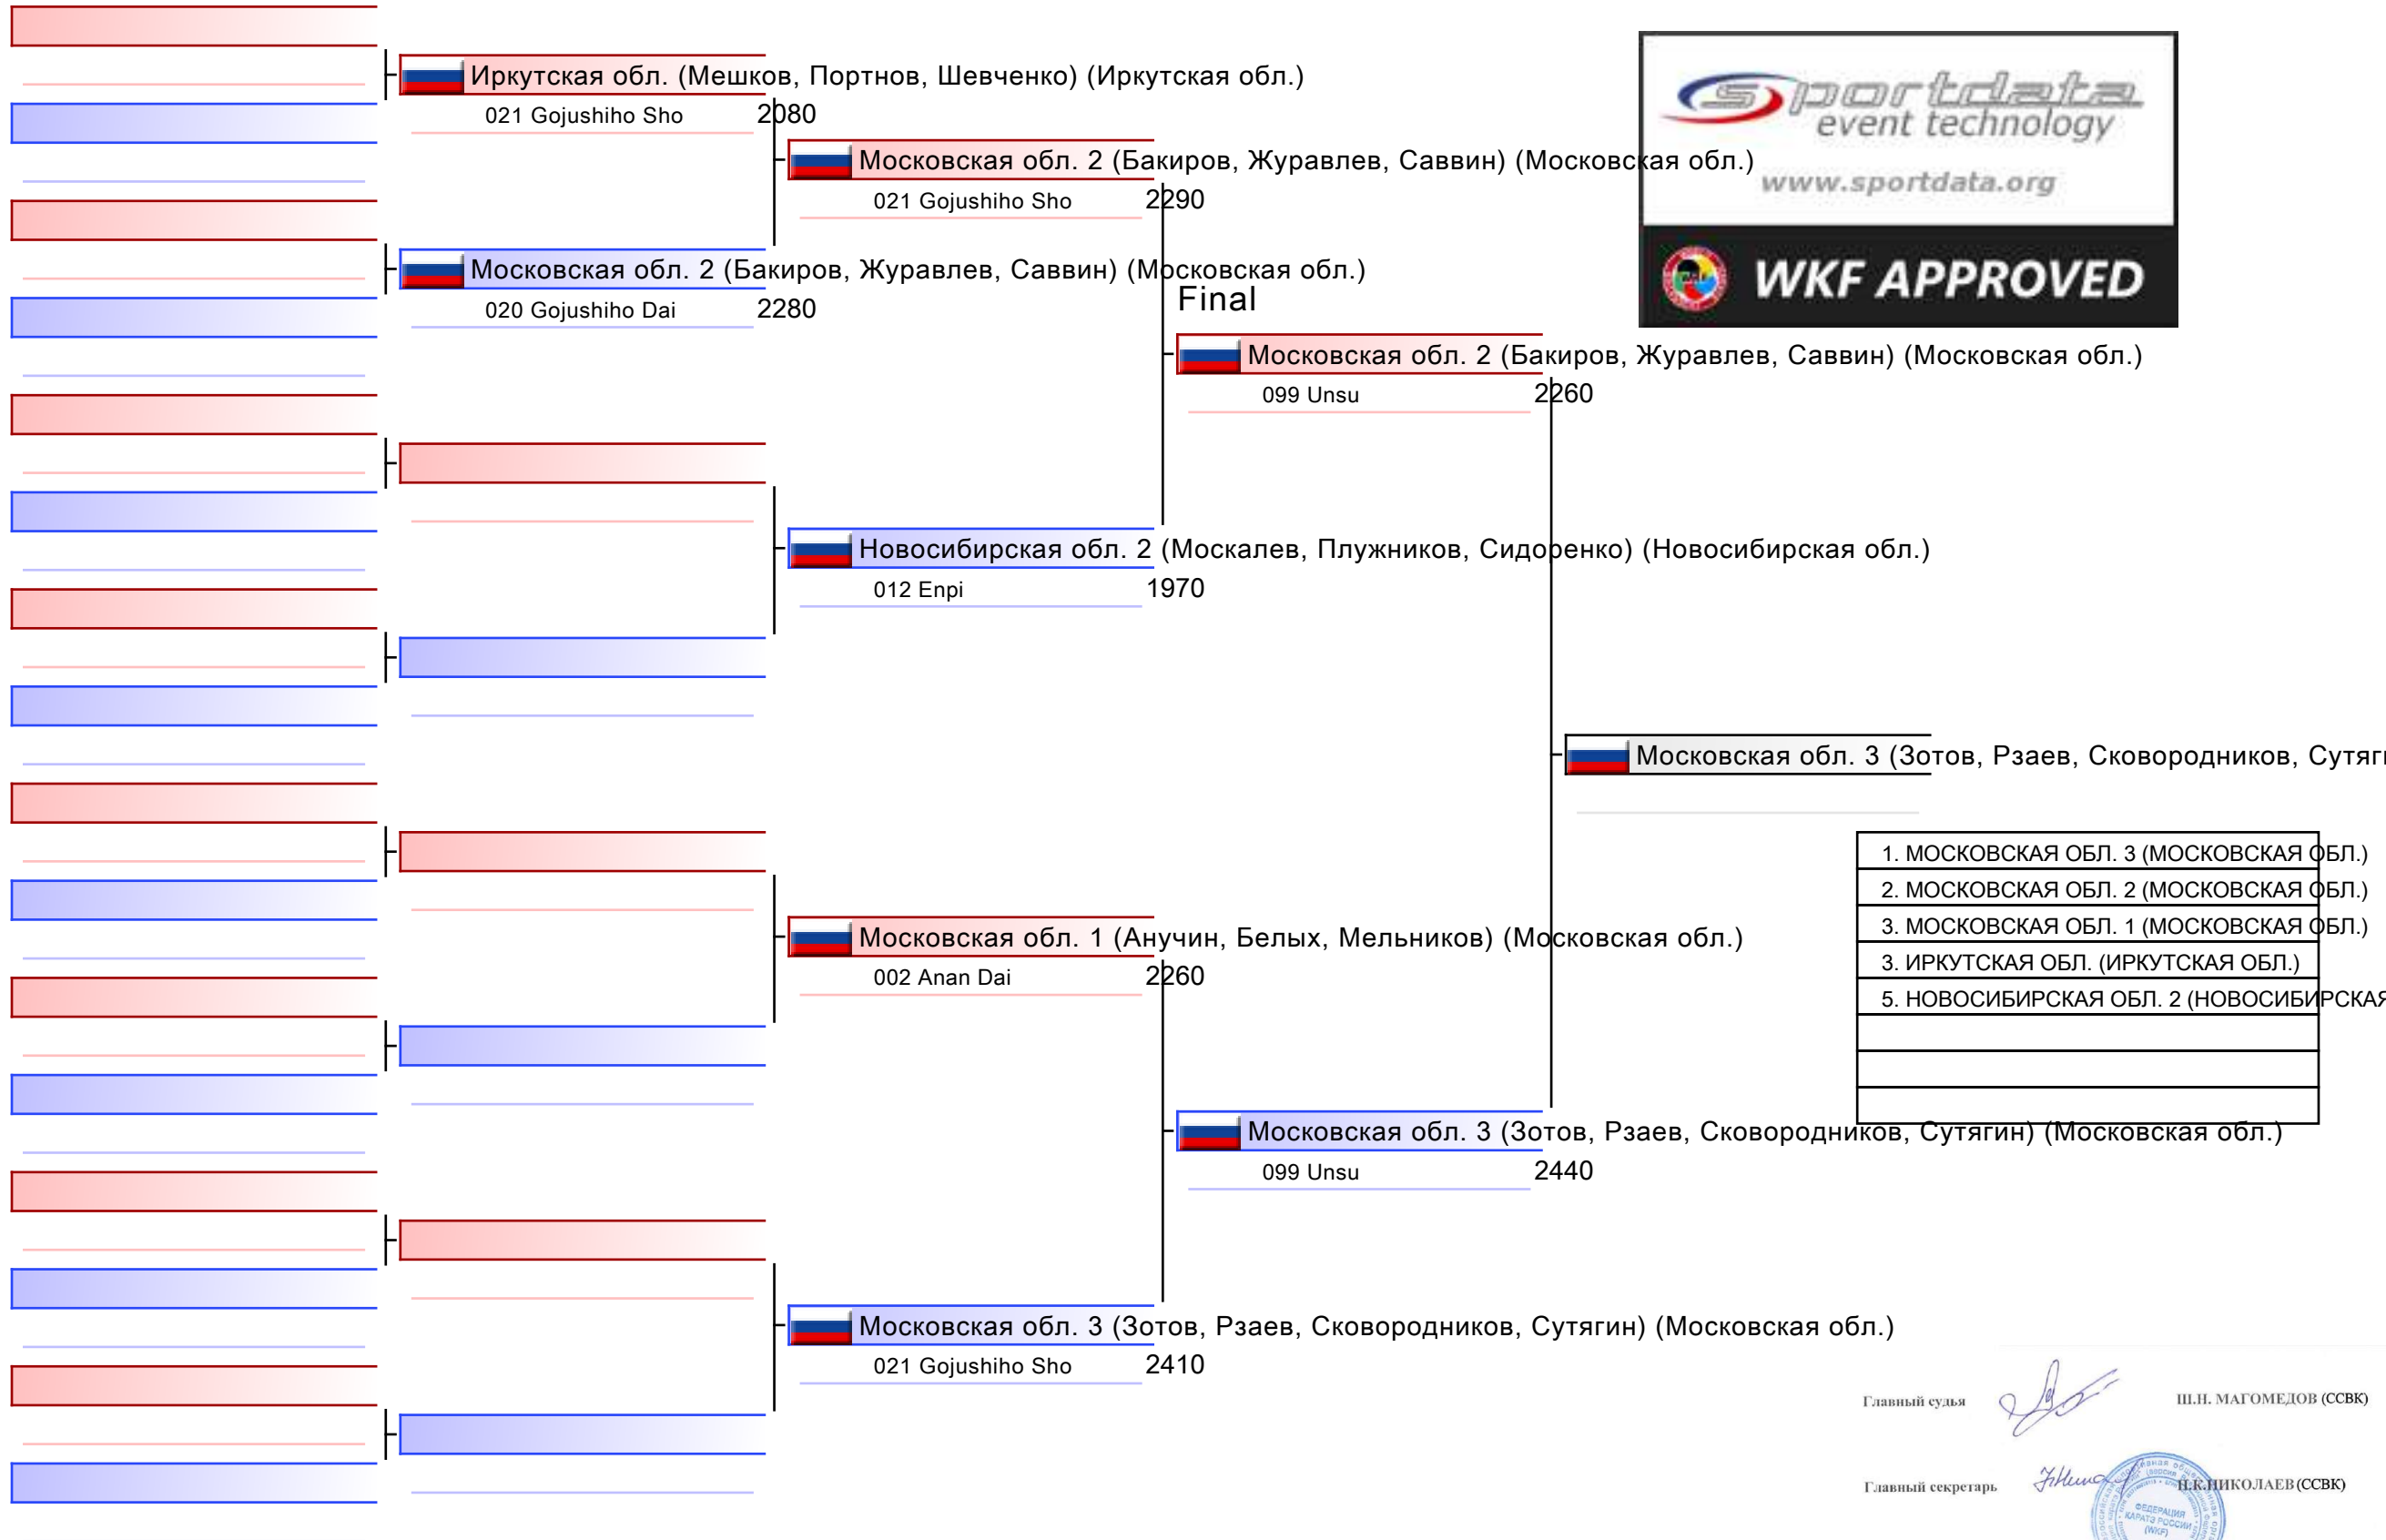 Иркутская обл. (Мешков, Портнов, Шевченко) (Иркутская обл.)
021 Gojushiho Sho 2080
sportdata
event technology
www.sportdata.org
WKF APPROVED
Московская обл. 2 (Бакиров, Журавлев, Саввин) (Московская обл.)
021 Gojushiho Sho 2290
Московская обл. 2 (Бакиров, Журавлев, Саввин) (Московская обл.)
020 Gojushiho Dai 2280
Final
Московская обл. 2 (Бакиров, Журавлев, Саввин) (Московская обл.)
099 Unsu 2260
Новосибирская обл. 2 (Москалев, Плужников, Сидоренко) (Новосибирская обл.)
012 Enpi 1970
Московская обл. 3 (Зотов, Рзаев, Сковородников, Сутяги
1. МОСКОВСКАЯ ОБЛ. 3 (МОСКОВСКАЯ ОБЛ.)
2. МОСКОВСКАЯ ОБЛ. 2 (МОСКОВСКАЯ ОБЛ.)
3. МОСКОВСКАЯ ОБЛ. 1 (МОСКОВСКАЯ ОБЛ.)
3. ИРКУТСКАЯ ОБЛ. (ИРКУТСКАЯ ОБЛ.)
5. НОВОСИБИРСКАЯ ОБЛ. 2 (НОВОСИБИРСКАЯ
Московская обл. 1 (Анучин, Белых, Мельников) (Московская обл.)
002 Anan Dai 2260
Московская обл. 3 (Зотов, Рзаев, Сковородников, Сутягин) (Московская обл.)
099 Unsu 2440
Московская обл. 3 (Зотов, Рзаев, Сковородников, Сутягин) (Московская обл.)
021 Gojushiho Sho 2410
Главный судья Ш.Н. МАГОМЕДОВ (ССВК)
Главный секретарь Н.К.НИКОЛАЕВ (ССВК)
ФЕДЕРАЦИЯ
КАРАТЭ РОССИИ
(WKF)